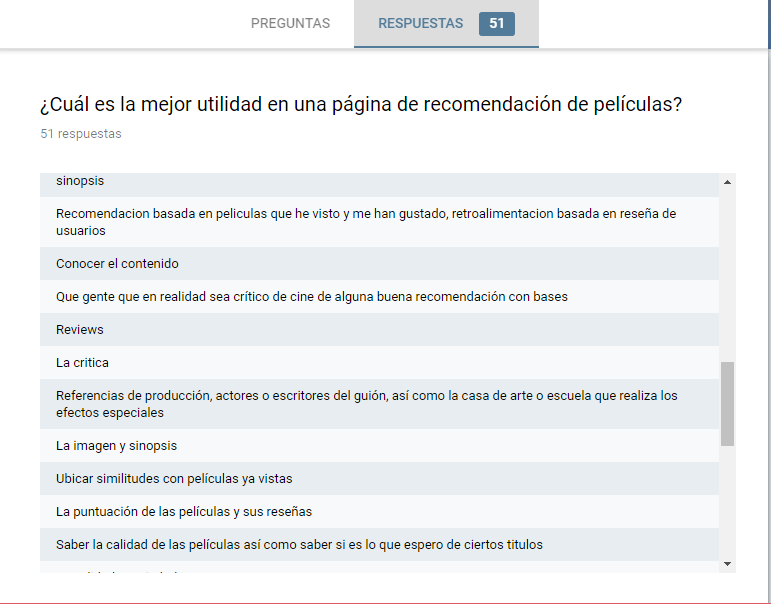 PREGUNTAS
RESPUESTAS 51
¿Cuál es la mejor utilidad en una página de recomendación de películas?
51 respuestas
sinopsis
Recomendacion basada en peliculas que he visto y me han gustado, retroalimentacion basada en reseña de
usuarios
Conocer el contenido
Que gente que en realidad sea crítico de cine de alguna buena recomendación con bases
Reviews
La critica
Referencias de producción, actores o escritores del guión, así como la casa de arte o escuela que realiza los
efectos especiales
La imagen y sinopsis
Ubicar similitudes con películas ya vistas
La puntuación de las películas y sus reseñas
Saber la calidad de las películas así como saber si es lo que espero de ciertos titulos